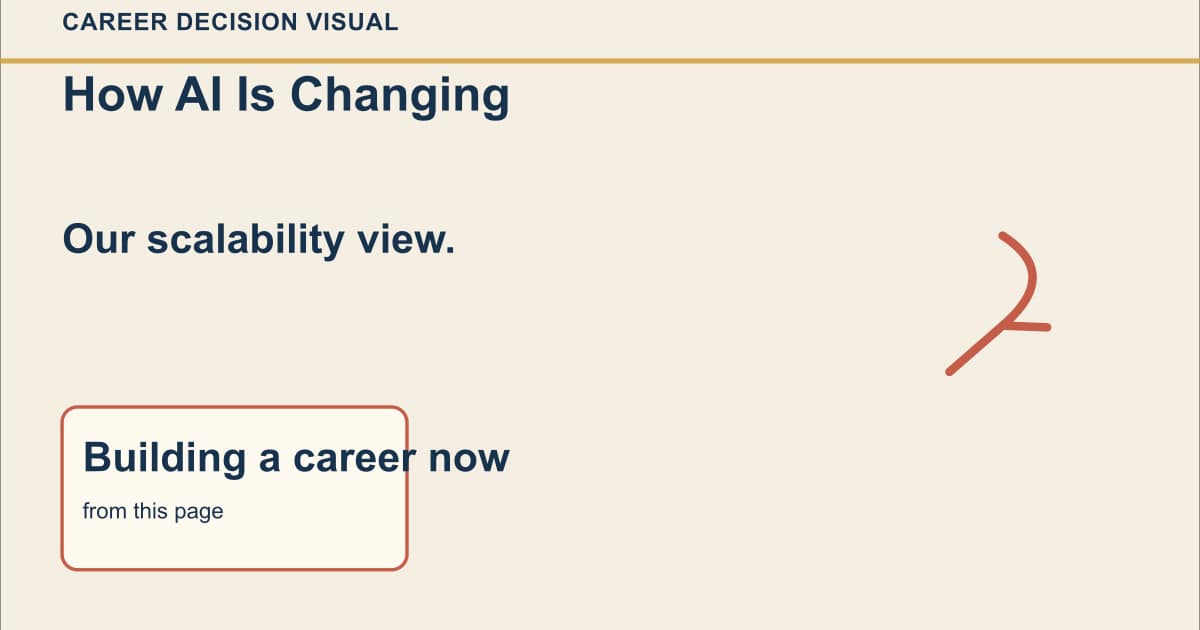 CAREER DECISION VISUAL
How AI Is Changing
Our scalability view.
Building a career now
from this page